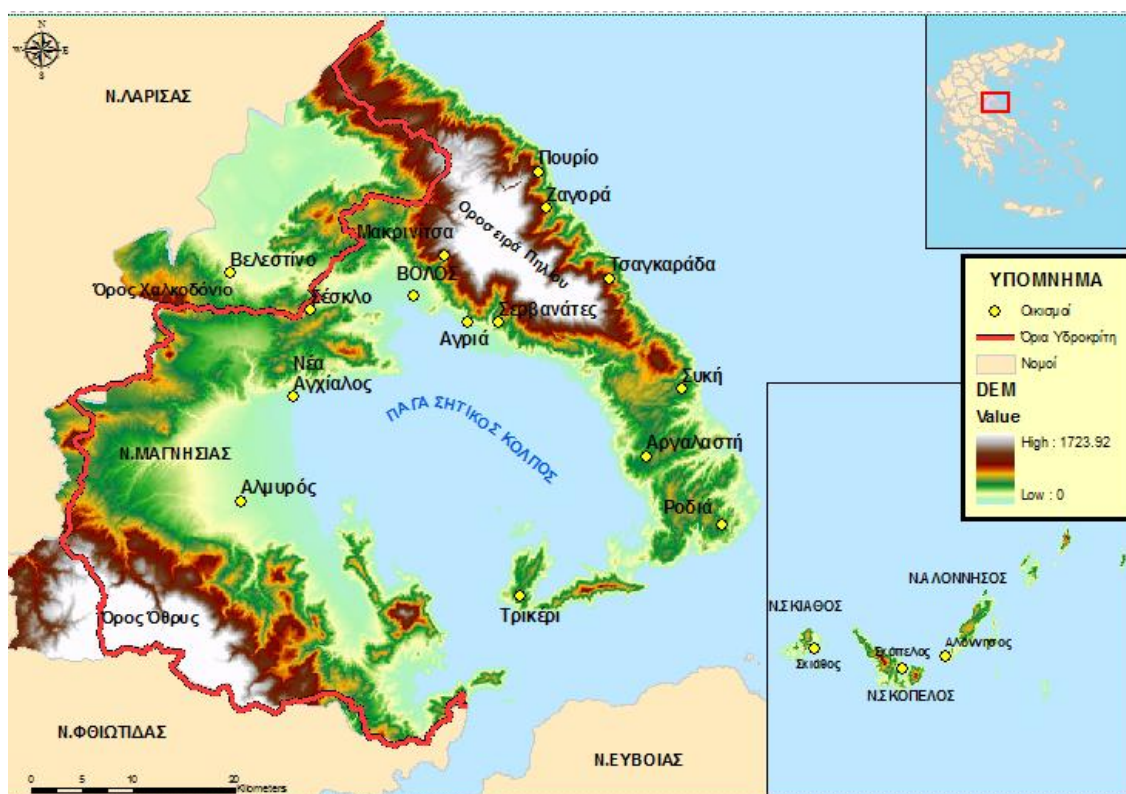 N
W E
S
Ν.ΛΑΡΙΣΑΣ
Πουρίο
Ζαγορά
Οροσειρά Πηλίου
Μακρινίτσα
Βελεστίνο
ΒΟΛΟΣ
Τσαγκαράδα
Όρος Χαλκοδόνιο
Σέσκλο
Σερβανάτες
Αγριά
Νέα
Αγχίαλος
Συκή
ΠΑΓΑΣΗΤΙΚΟΣ ΚΟΛΠΟΣ
Ν.ΜΑΓΝΗΣΙΑΣ
Αργαλαστή
Αλμυρός
Ροδιά
Τρικερι
Όρος Όθρυς
Ν.ΦΘΙΩΤΙΔΑΣ
Ν.ΕΥΒΟΙΑΣ
0 5 10 20
Kilometers
ΥΠΟΜΝΗΜΑ
Οικισμοί
Όρια Υδροκρίτη
Νομοί
DEM
Value
High : 1723.92
Low : 0
Ν.ΑΛΟΝΝΗΣΟΣ
Ν.ΣΚΙΑΘΟΣ
Σκιάθος
Σκόπελος
Αλόννησος
Ν.ΣΚΟΠΕΛΟΣ